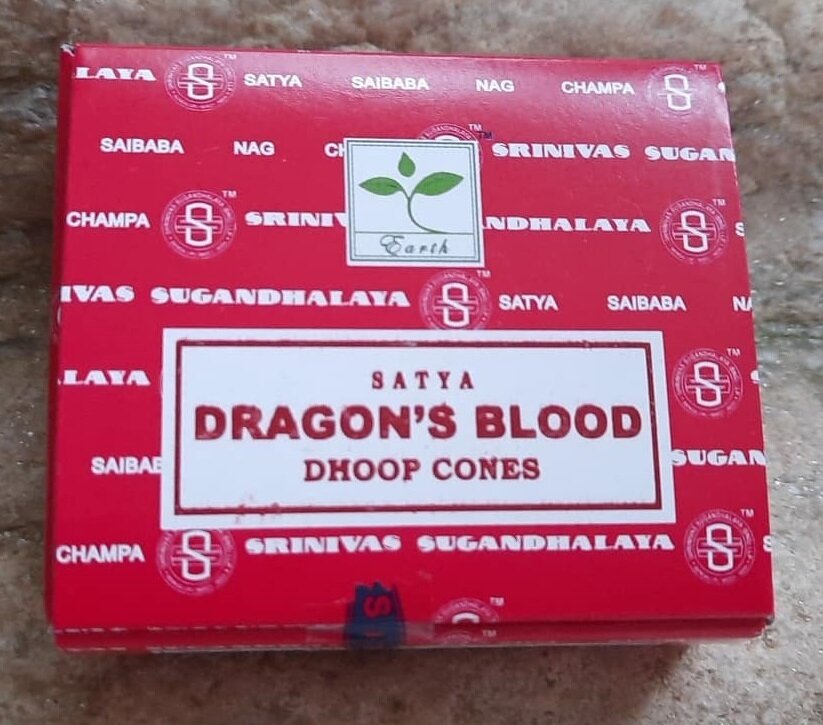 LAYA SATYA SAIBABA NAG CHAMPA
SAIBABA NAG SRINIVAS SUGAN
CHAMPA SRINIV NDHALAYA S
Earth
IVAS SUGANDHALAYA SATYA SAIBABA NA
LAYA
SATYA
DRAGON'S BLOOD
DHOOP CONES
SAIBAB SUGAN
CHAMPA SRINIVAS SUGANDHALAYA S